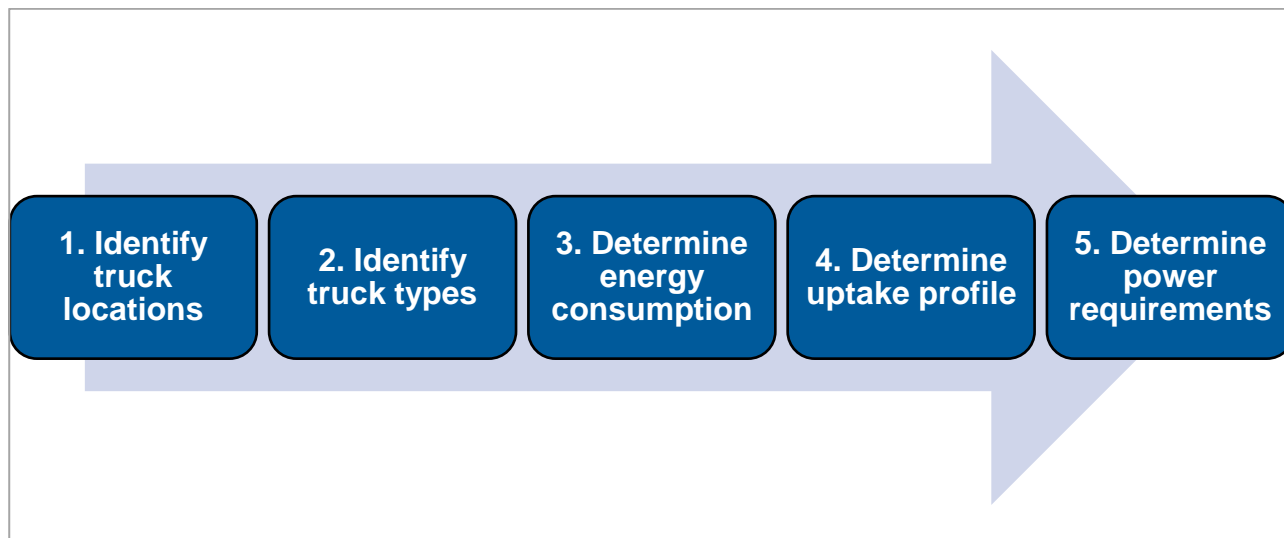 1. Identify
truck
locations
2. Identify
truck types
3. Determine
energy
consumption
4. Determine
uptake profile
5. Determine
power
requirements